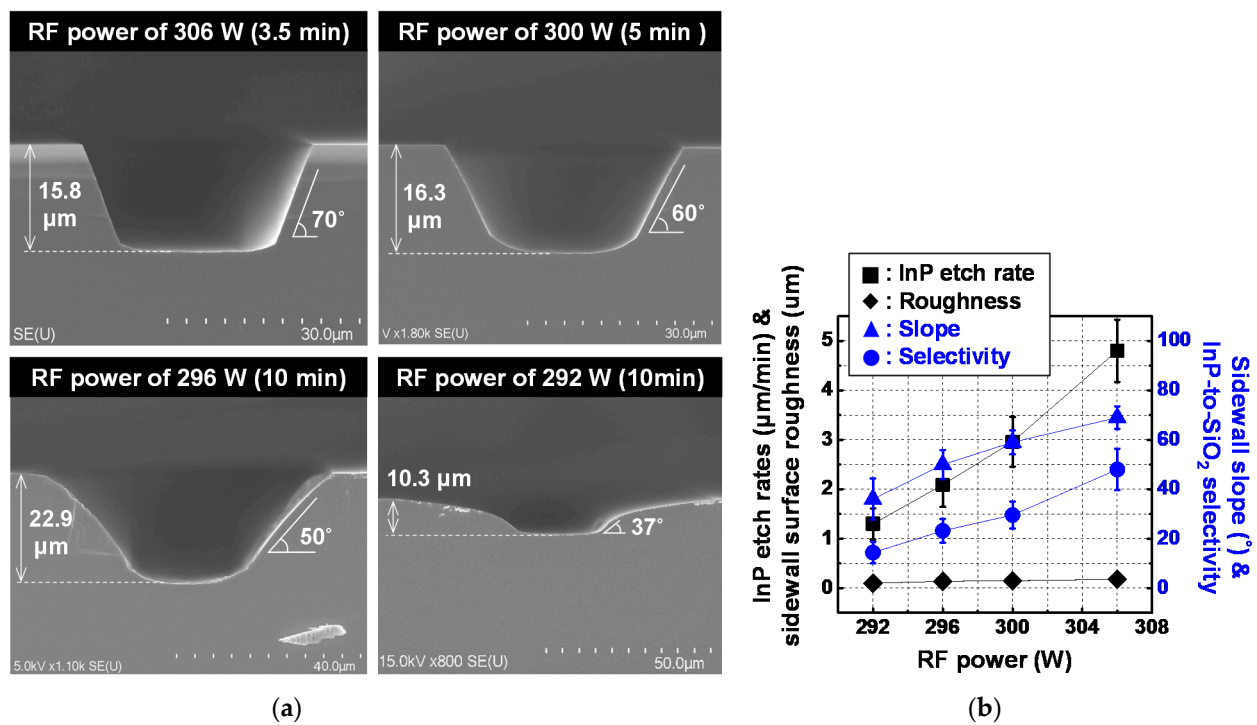 RF power of 306 W (3.5 min)
15.8
µm
70°
SE(U)
30.0µm
RF power of 300 W (5 min )
16.3
µm
60°
V x1.80k SE(U)
30.0µm
RF power of 296 W (10 min)
22.9
µm
50°
5.0kV x1.10k SE(U)
40.0µm
RF power of 292 W (10min)
10.3 µm
37°
15.0kV x800 SE(U)
50.0µm
(a)
■ : InP etch rate
◆ : Roughness
▲ : Slope
● : Selectivity
InP etch rates (µm/min) &
sidewall surface roughness (um)
5
4
3
2
1
0
100
80
60
40
20
0
Sidewall slope (°) &
InP-to-SiO₂ selectivity
292 296 300 304 308
RF power (W)
(b)